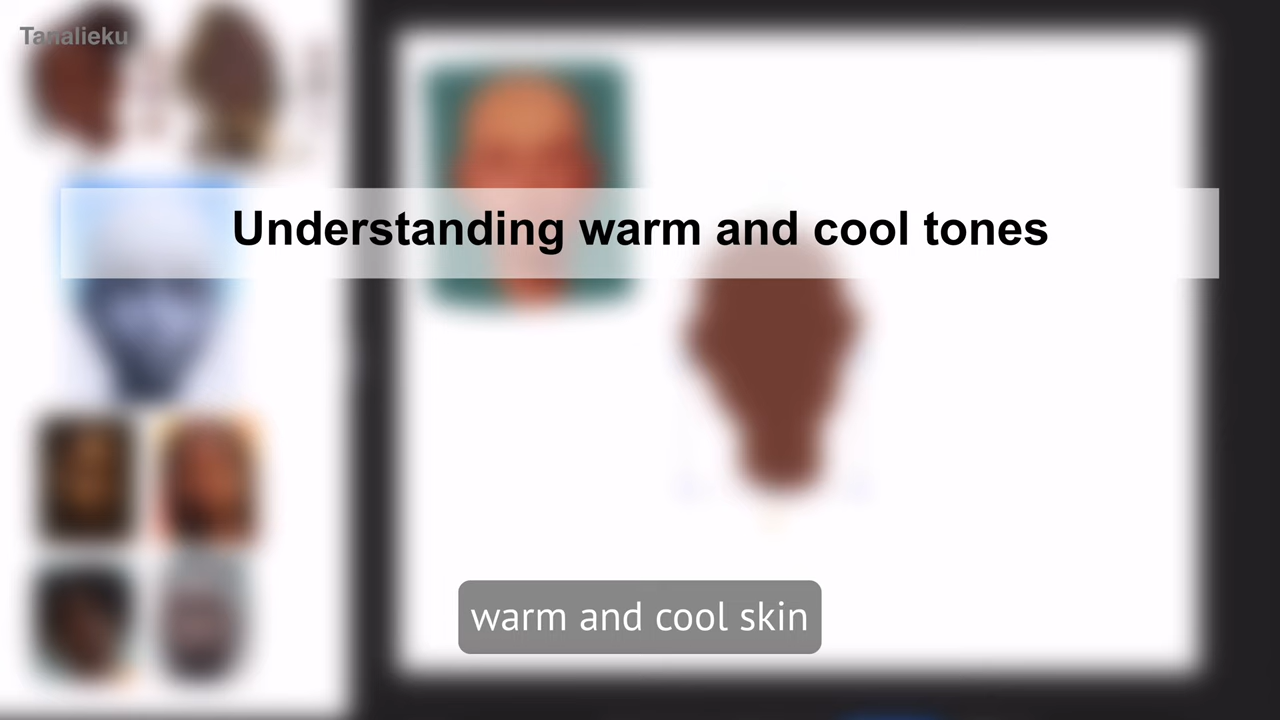 Tanalieku
Understanding warm and cool tones
warm and cool skin